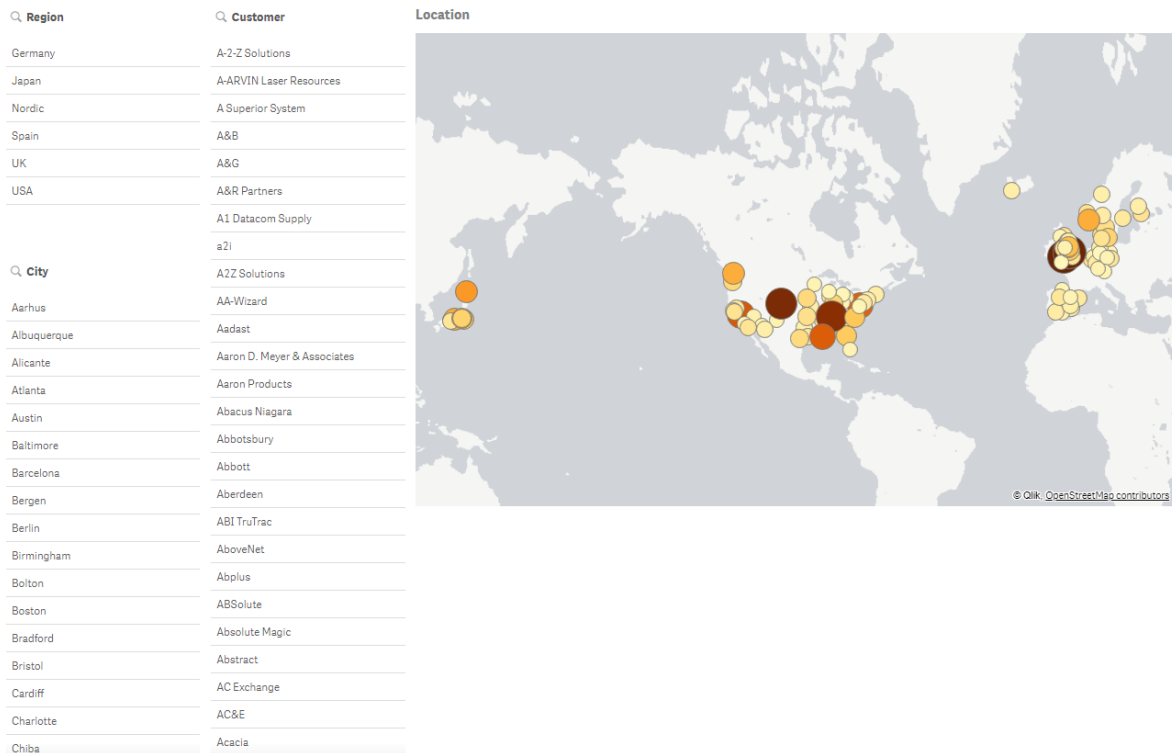 Region
Germany
Japan
Nordic
Spain
UK
USA
City
Aarhus
Albuquerque
Alicante
Atlanta
Austin
Baltimore
Barcelona
Bergen
Berlin
Birmingham
Bolton
Boston
Bradford
Bristol
Cardiff
Charlotte
Chiba
Customer
A-2-Z Solutions
A-ARVIN Laser Resources
A Superior System
A&B
A&G
A&R Partners
A1 Datacom Supply
a2i
A2Z Solutions
AA-Wizard
Aadast
Aaron D. Meyer & Associates
Aaron Products
Abacus Niagara
Abbotsbury
Abbott
Aberdeen
ABI TruTrac
AboveNet
Abplus
ABSolute
Absolute Magic
Abstract
AC Exchange
AC&E
Acacia
Location
© Qlik, OpenStreetMap contributors